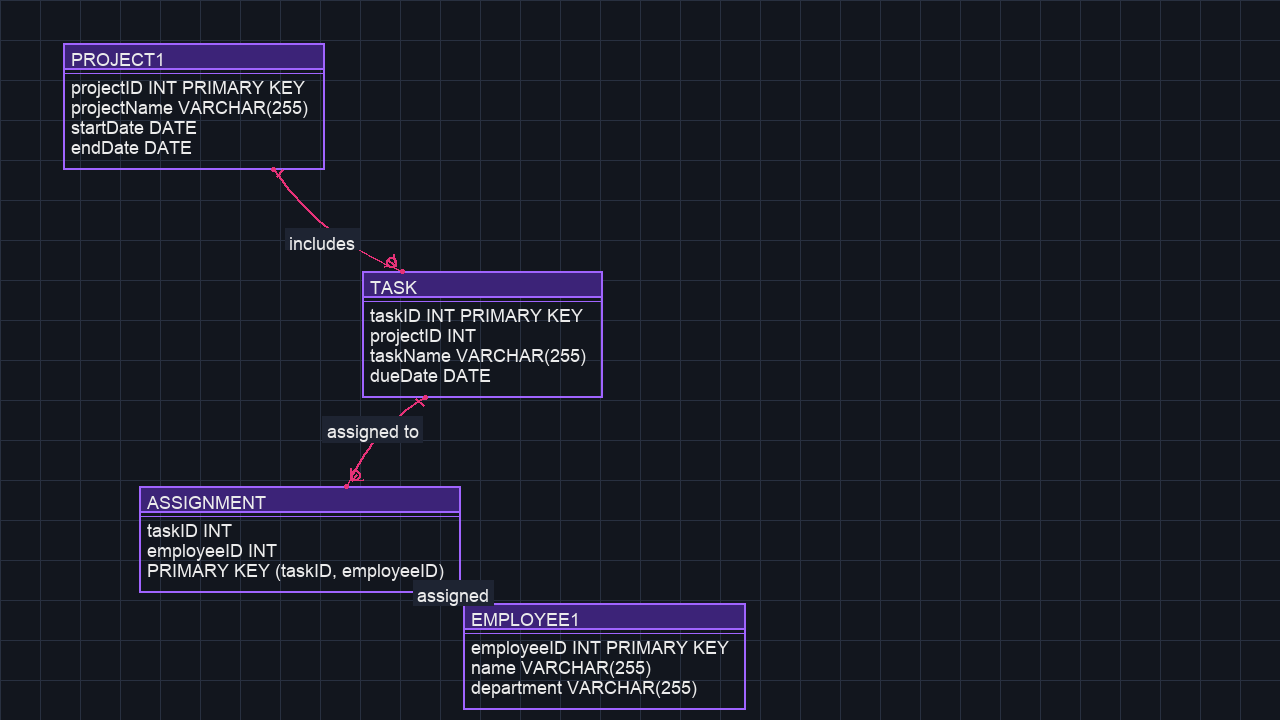 PROJECT1
projectID INT PRIMARY KEY
projectName VARCHAR(255)
startDate DATE
endDate DATE
includes
TASK
taskID INT PRIMARY KEY
projectID INT
taskName VARCHAR(255)
dueDate DATE
assigned to
ASSIGNMENT
taskID INT
employeeID INT
PRIMARY KEY (taskID, employeeID)
assigned
EMPLOYEE1
employeeID INT PRIMARY KEY
name VARCHAR(255)
department VARCHAR(255)